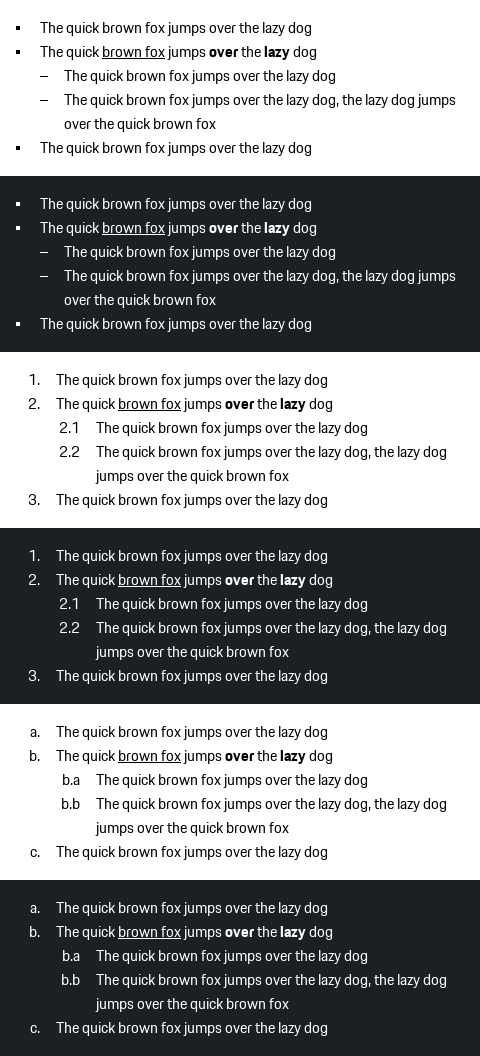 ▪ The quick brown fox jumps over the lazy dog
▪ The quick brown fox jumps over the lazy dog
– The quick brown fox jumps over the lazy dog
– The quick brown fox jumps over the lazy dog, the lazy dog jumps
over the quick brown fox
▪ The quick brown fox jumps over the lazy dog
▪ The quick brown fox jumps over the lazy dog
▪ The quick brown fox jumps over the lazy dog
– The quick brown fox jumps over the lazy dog
– The quick brown fox jumps over the lazy dog, the lazy dog jumps
over the quick brown fox
▪ The quick brown fox jumps over the lazy dog
1. The quick brown fox jumps over the lazy dog
2. The quick brown fox jumps over the lazy dog
2.1 The quick brown fox jumps over the lazy dog
2.2 The quick brown fox jumps over the lazy dog, the lazy dog
jumps over the quick brown fox
3. The quick brown fox jumps over the lazy dog
1. The quick brown fox jumps over the lazy dog
2. The quick brown fox jumps over the lazy dog
2.1 The quick brown fox jumps over the lazy dog
2.2 The quick brown fox jumps over the lazy dog, the lazy dog
jumps over the quick brown fox
3. The quick brown fox jumps over the lazy dog
a. The quick brown fox jumps over the lazy dog
b. The quick brown fox jumps over the lazy dog
b.a The quick brown fox jumps over the lazy dog
b.b The quick brown fox jumps over the lazy dog, the lazy dog
jumps over the quick brown fox
c. The quick brown fox jumps over the lazy dog
a. The quick brown fox jumps over the lazy dog
b. The quick brown fox jumps over the lazy dog
b.a The quick brown fox jumps over the lazy dog
b.b The quick brown fox jumps over the lazy dog, the lazy dog
jumps over the quick brown fox
c. The quick brown fox jumps over the lazy dog